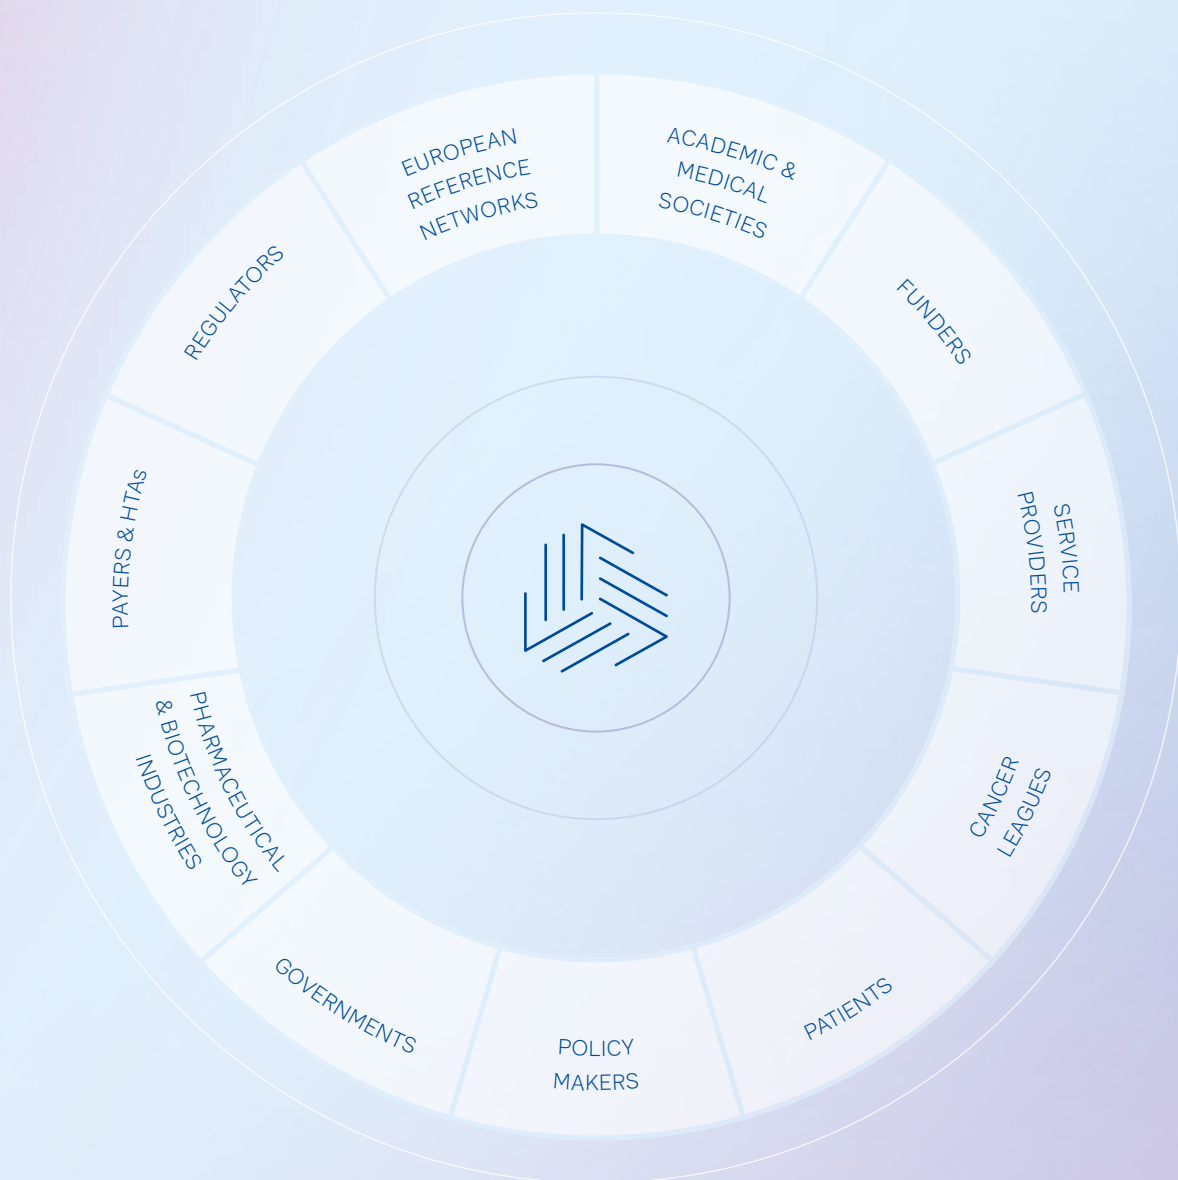 ACADEMIC &
MEDICAL
SOCIETIES
FUNDERS
SERVICE
PROVIDERS
CANCER
LEAGUES
PATIENTS
POLICY
MAKERS
GOVERNMENTS
PHARMACEUTICAL
& BIOTECHNOLOGY
INDUSTRIES
PAYERS & HTAs
REGULATORS
EUROPEAN
REFERENCE
NETWORKS